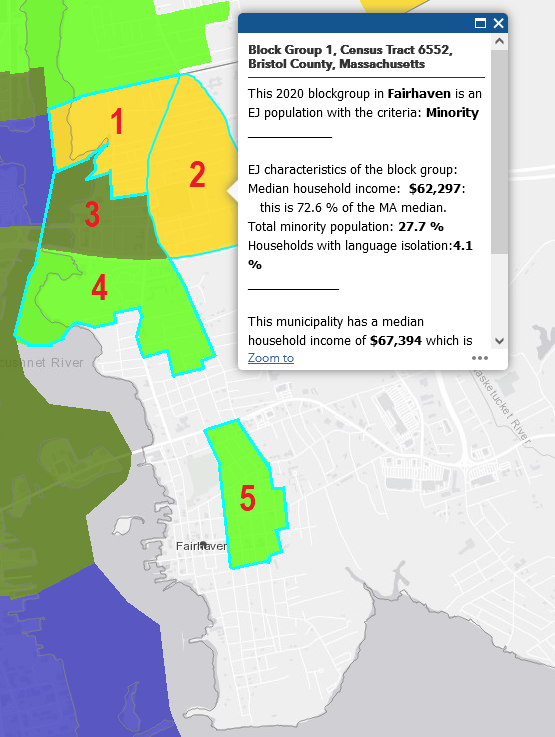 Block Group 1, Census Tract 6552,
Bristol County, Massachusetts
This 2020 blockgroup in Fairhaven is an
EJ population with the criteria: Minority
EJ characteristics of the block group:
Median household income: $62,297:
this is 72.6 % of the MA median.
Total minority population: 27.7 %
Households with language isolation:4.1
%
This municipality has a median
household income of $67,394 which is
Zoom to
1
2
3
4
cushnet River
Nasketucket River
5
Fairhaven